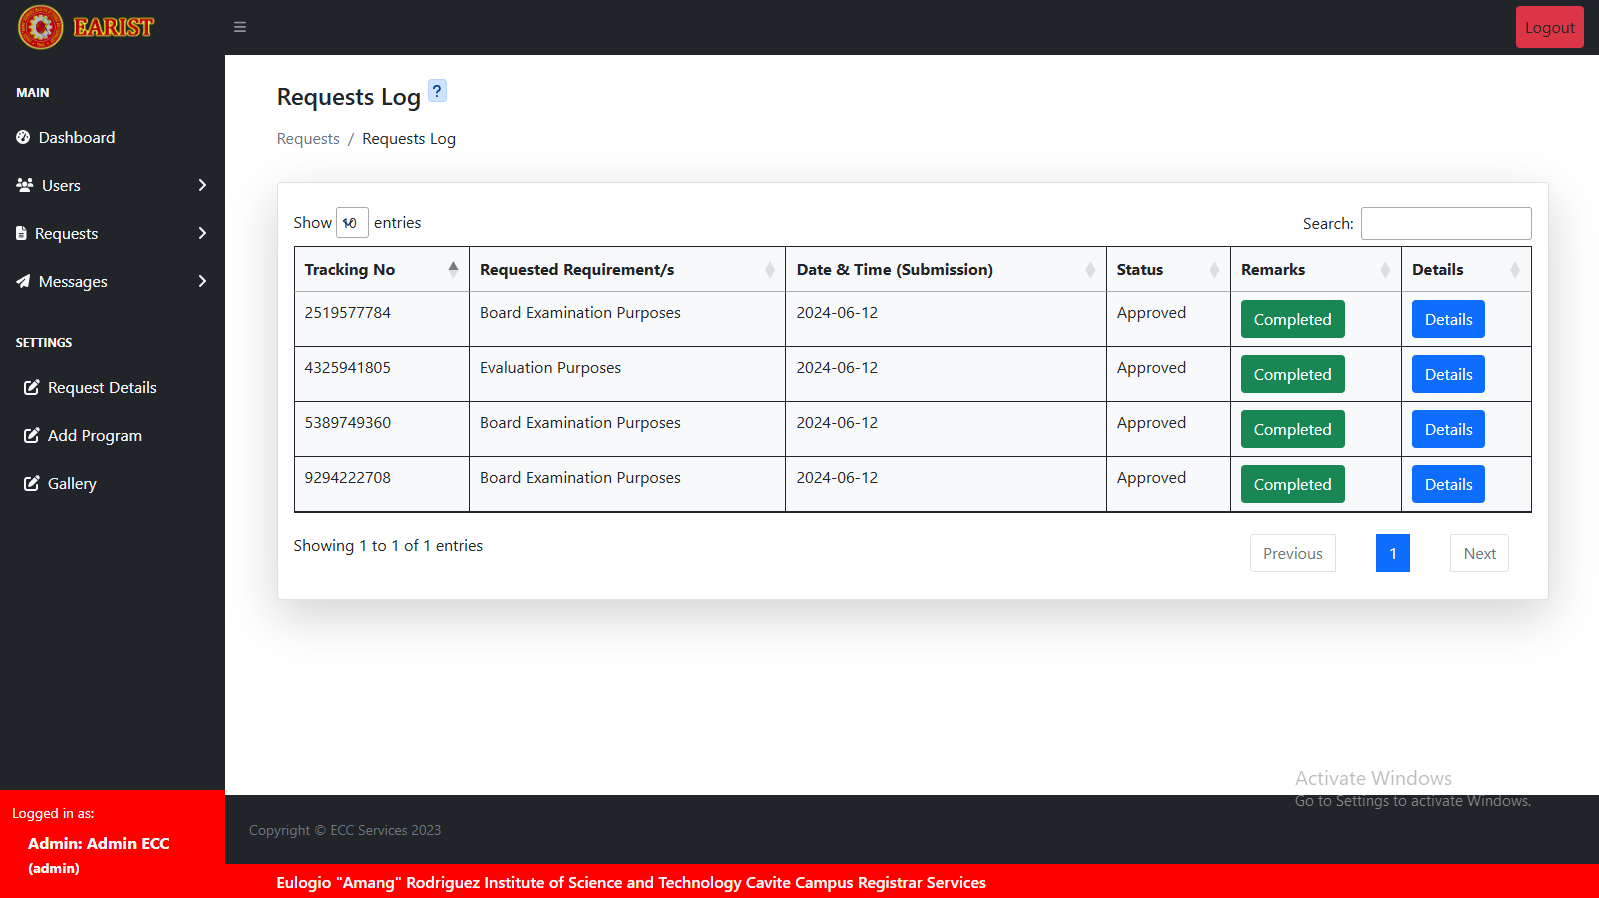 EARIST
Logout
MAIN
Dashboard
Users
Requests
Messages
SETTINGS
Request Details
Add Program
Gallery
Logged in as:
Admin: Admin ECC
(admin)
Requests Log ?
Requests / Requests Log
Show 10 entries
Search:
Tracking No Requested Requirement/s Date & Time (Submission) Status Remarks Details
2519577784 Board Examination Purposes 2024-06-12 Approved Completed Details
4325941805 Evaluation Purposes 2024-06-12 Approved Completed Details
5389749360 Board Examination Purposes 2024-06-12 Approved Completed Details
9294222708 Board Examination Purposes 2024-06-12 Approved Completed Details
Showing 1 to 1 of 1 entries
Previous 1 Next
Activate Windows
Go to Settings to activate Windows.
Copyright © ECC Services 2023
Eulogio "Amang" Rodriguez Institute of Science and Technology Cavite Campus Registrar Services